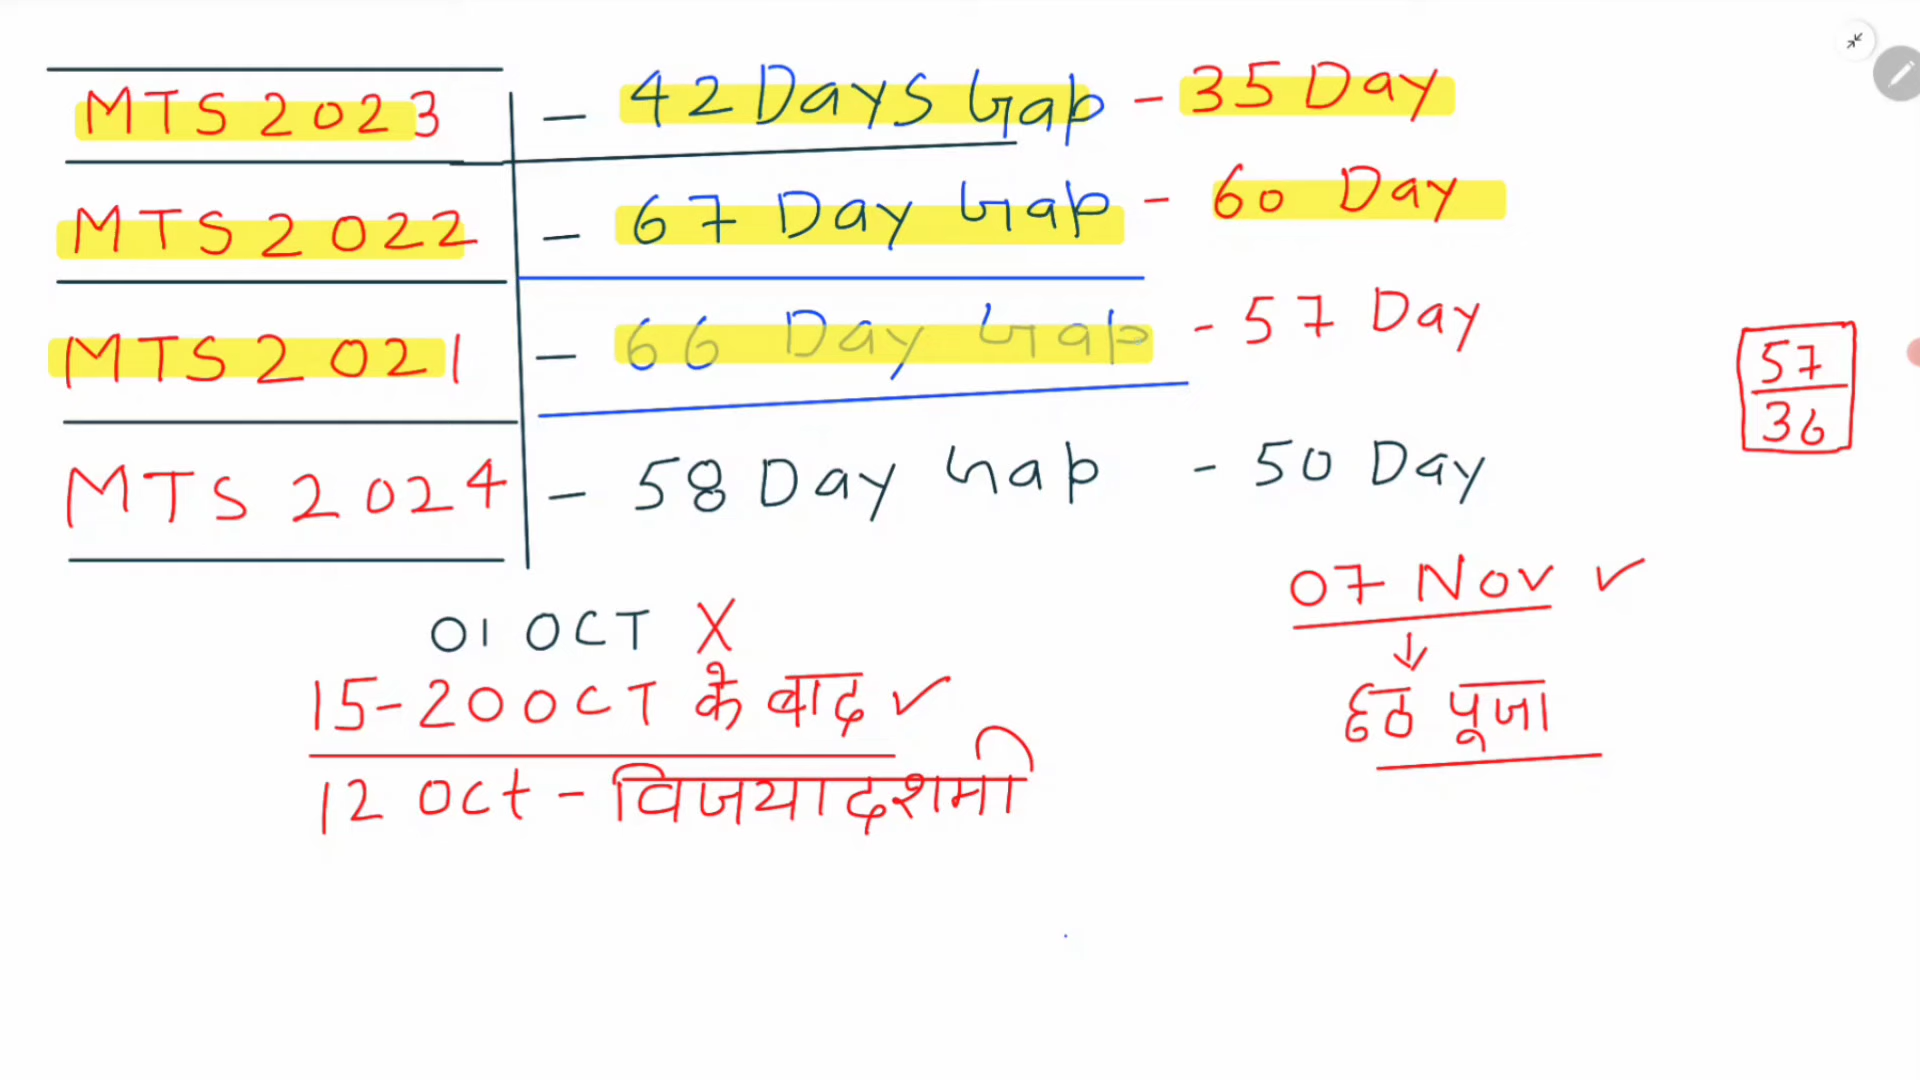 MTS 2023 - 42 Days Gap - 35 Day
MTS 2022 - 67 Day Gap - 60 Day
MTS 2021 - 66 Day Gap - 57 Day
57
36
MTS 2024 - 58 Day Gap - 50 Day
07 Nov ✓
01 OCT X
15-20 OCT के बाद ✓
↓
छठ पूजा
12 Oct - विजयादशमी